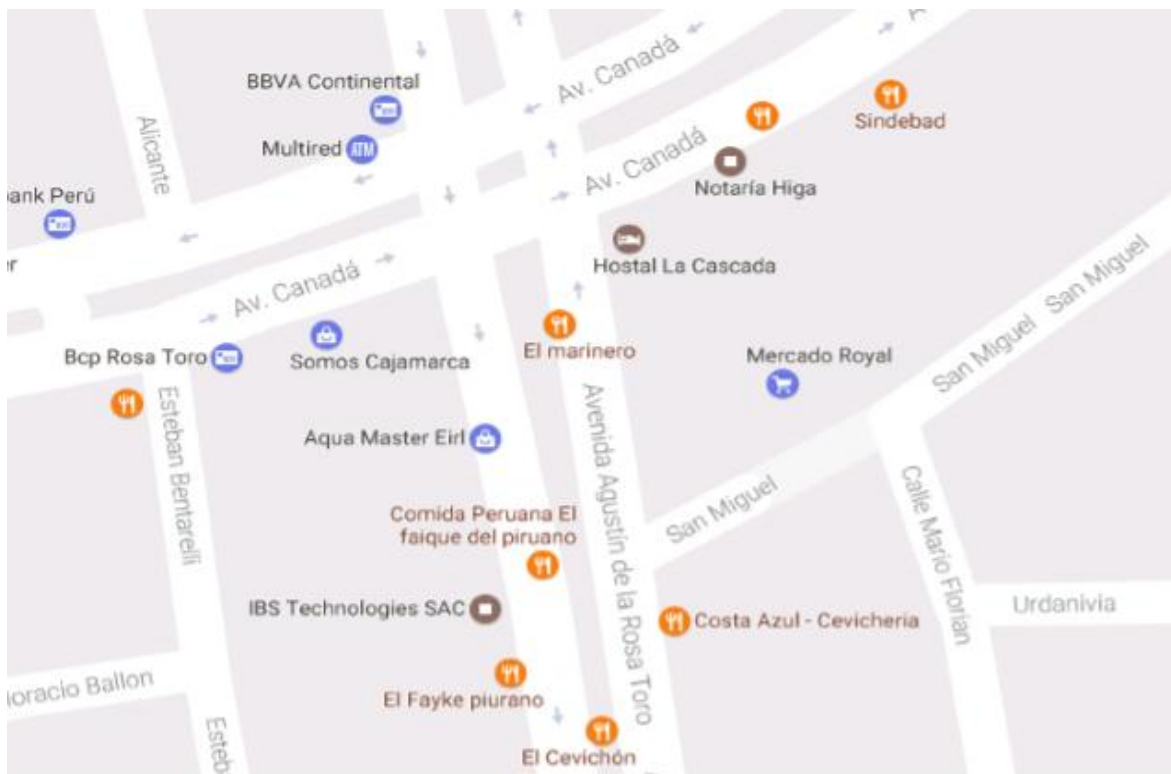 BBVA Continental
Av. Canadá
Multired
ATM
Sindebad
Alicante
Av. Canadá
Notaría Higa
ank Perú
Hostal La Cascada
San Miguel
Av. Canadá
San Miguel
El marinero
Bcp Rosa Toro
Somos Cajamarca
Mercado Royal
Esteban Bentarelli
Avenida Agustín de la Rosa Toro
Aqua Master Eirl
San Miguel
Calle Mario Florian
Comida Peruana El
faique del piruano
IBS Technologies SAC
Costa Azul - Cevicheria
Urdanivia
oracio Ballon
El Fayke piurano
Esteb
El Cevichón